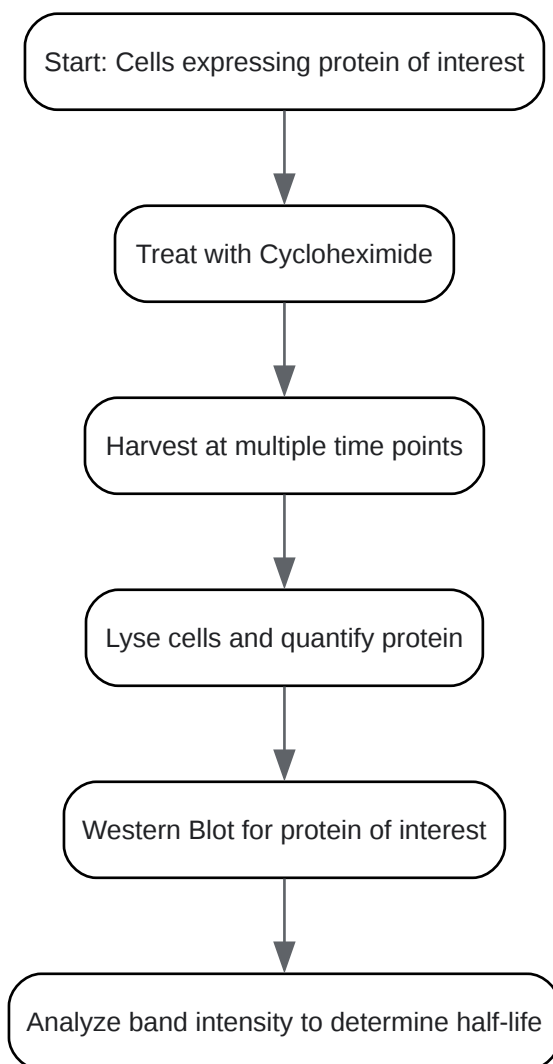 Start: Cells expressing protein of interest
Treat with Cycloheximide
Harvest at multiple time points
Lyse cells and quantify protein
Western Blot for protein of interest
Analyze band intensity to determine half-life